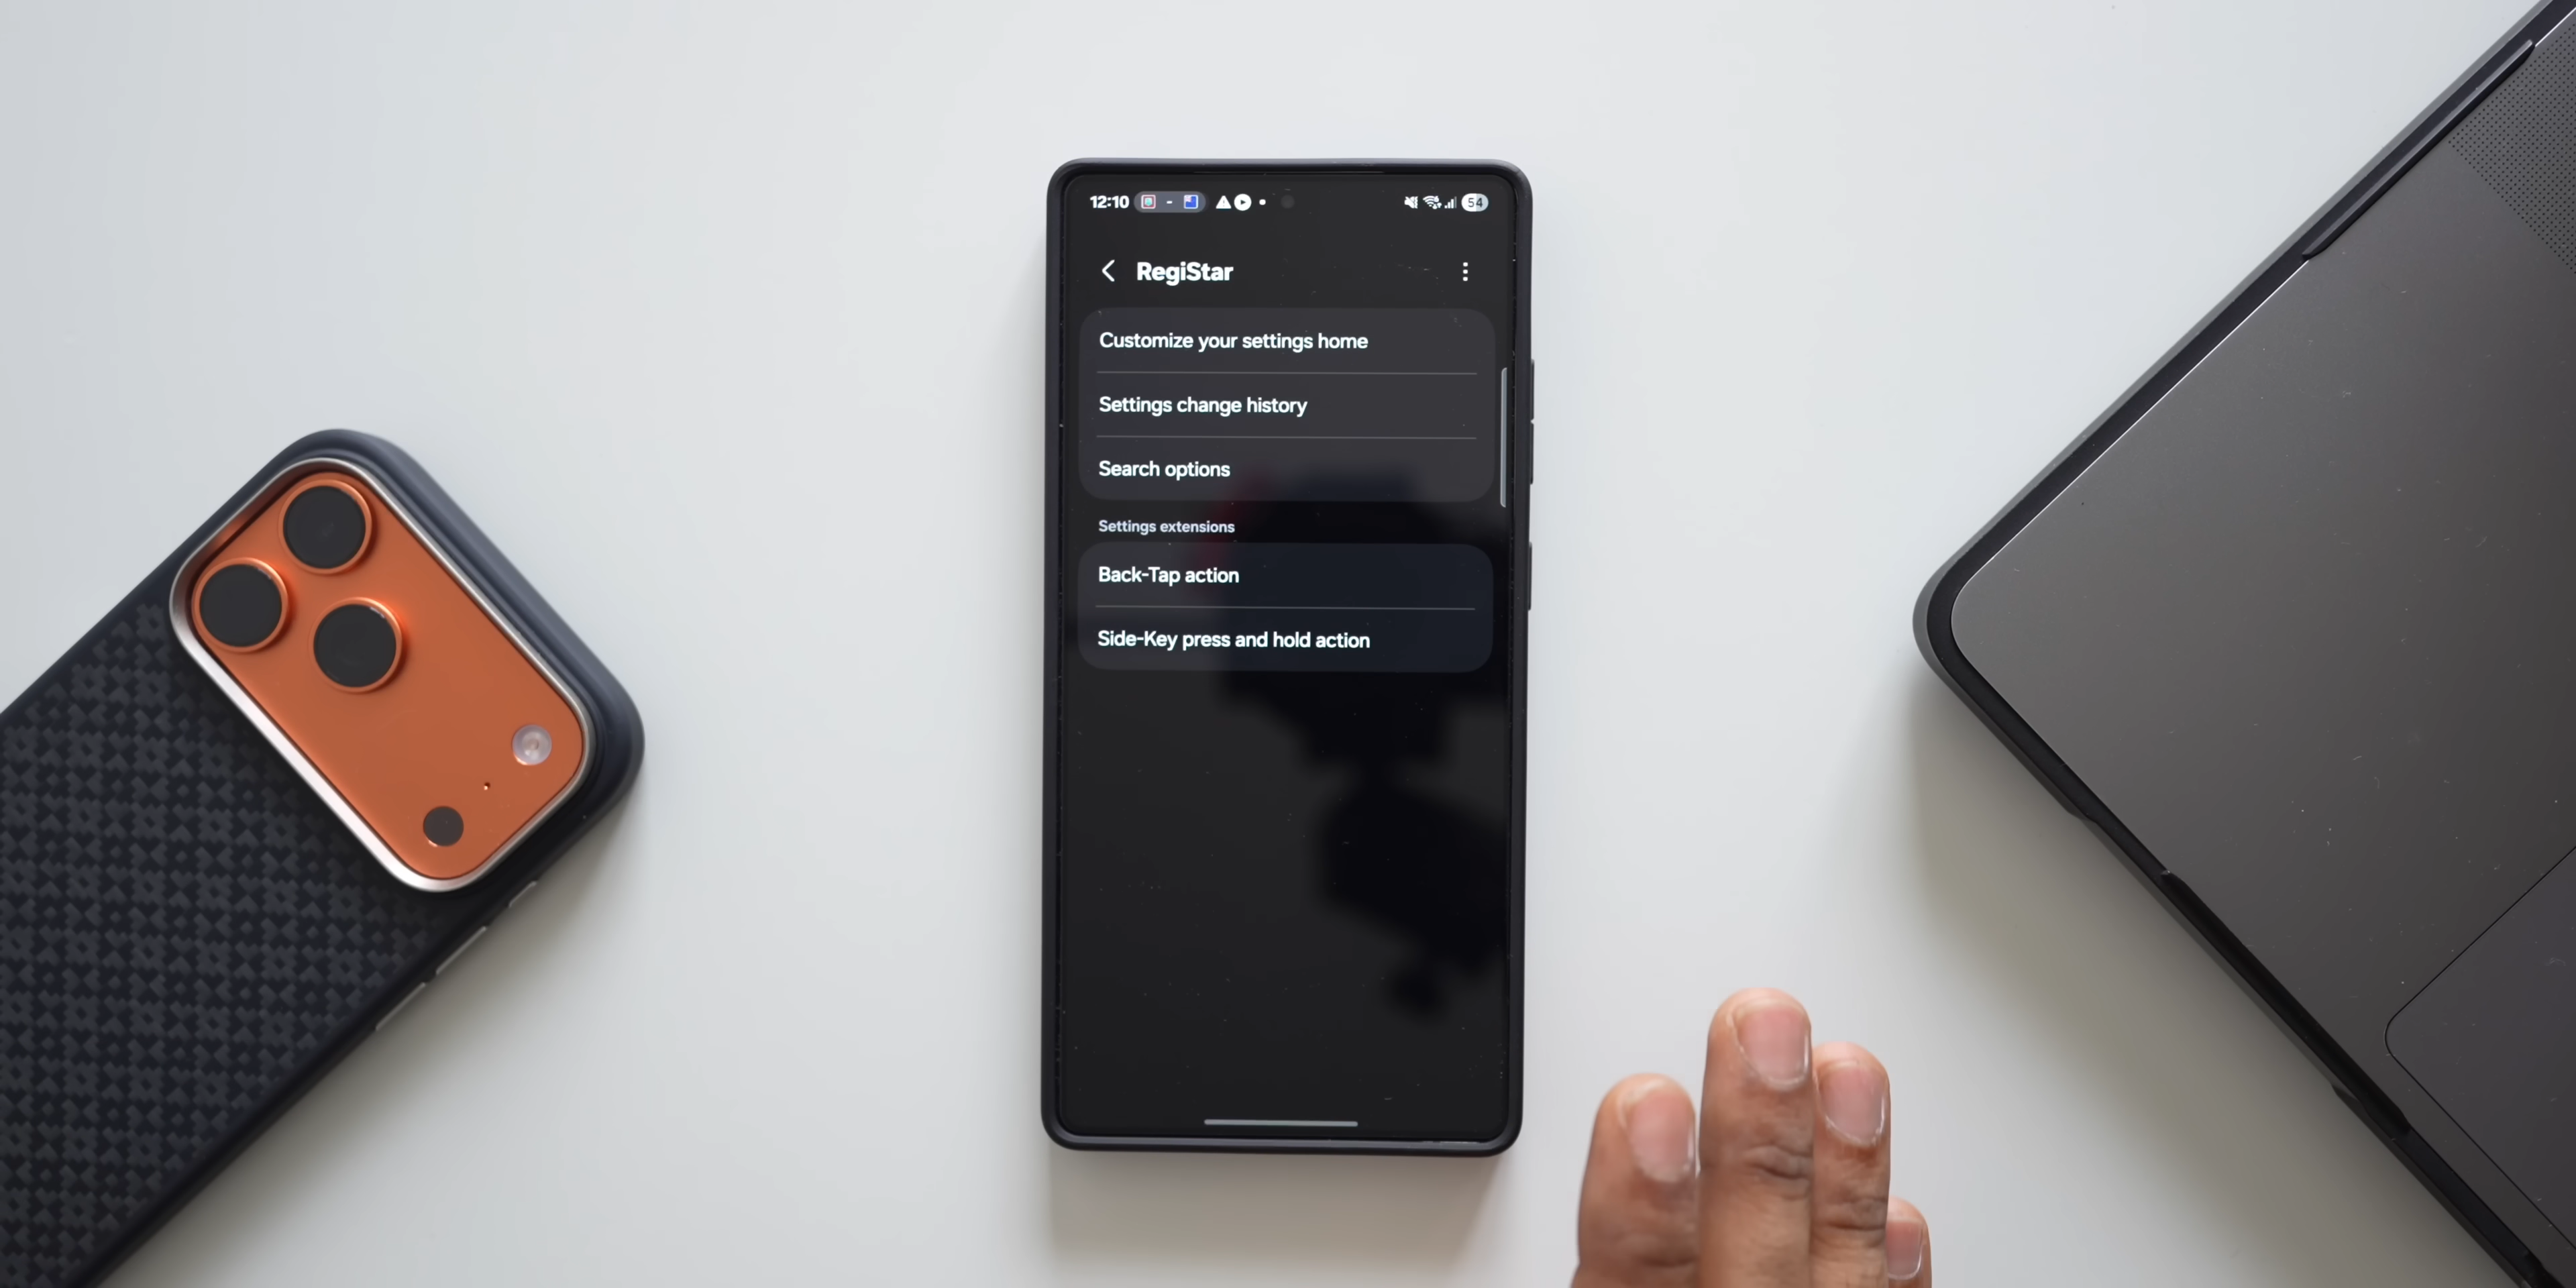 12:10
54
RegiStar
Customize your settings home
Settings change history
Search options
Settings extensions
Back-Tap action
Side-Key press and hold action